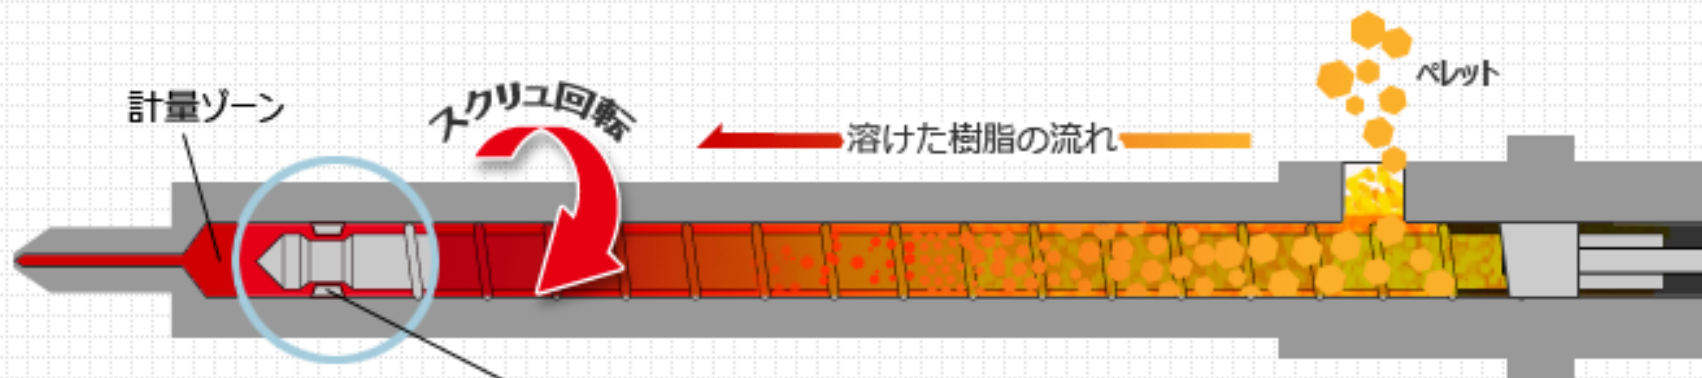 ペレット
計量ゾーン
スクリュ回転
溶けた樹脂の流れ